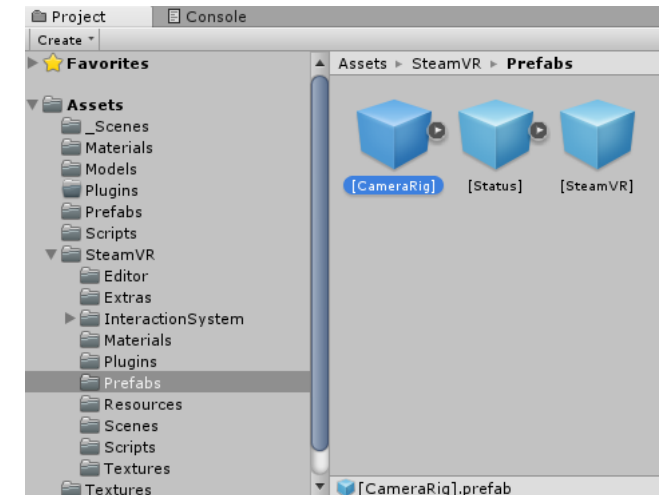 Project
Console
Create
Favorites
Assets
_Scenes
Materials
Models
Plugins
Prefabs
Scripts
SteamVR
Editor
Extras
InteractionSystem
Materials
Plugins
Prefabs
Resources
Scenes
Scripts
Textures
Textures
Assets ▸ SteamVR ▸ Prefabs
[CameraRig] [Status] [SteamVR]
[CameraRig].prefab